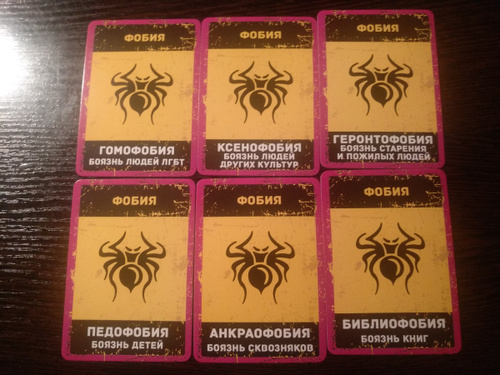 ФОБИЯ
ГОМОФОБИЯ
БОЯЗНЬ ЛЮДЕЙ ЛГБТ
ФОБИЯ
КСЕНОФОБИЯ
БОЯЗНЬ ЛЮДЕЙ
ДРУГИХ КУЛЬТУР
ФОБИЯ
ГЕРОНТОФОБИЯ
БОЯЗНЬ СТАРЕНИЯ
И ПОЖИЛЫХ ЛЮДЕЙ
ФОБИЯ
ПЕДОФОБИЯ
БОЯЗНЬ ДЕТЕЙ
ФОБИЯ
АНКРАОФОБИЯ
БОЯЗНЬ СКВОЗНЯКОВ
ФОБИЯ
БИБЛИОФОБИЯ
БОЯЗНЬ КНИГ